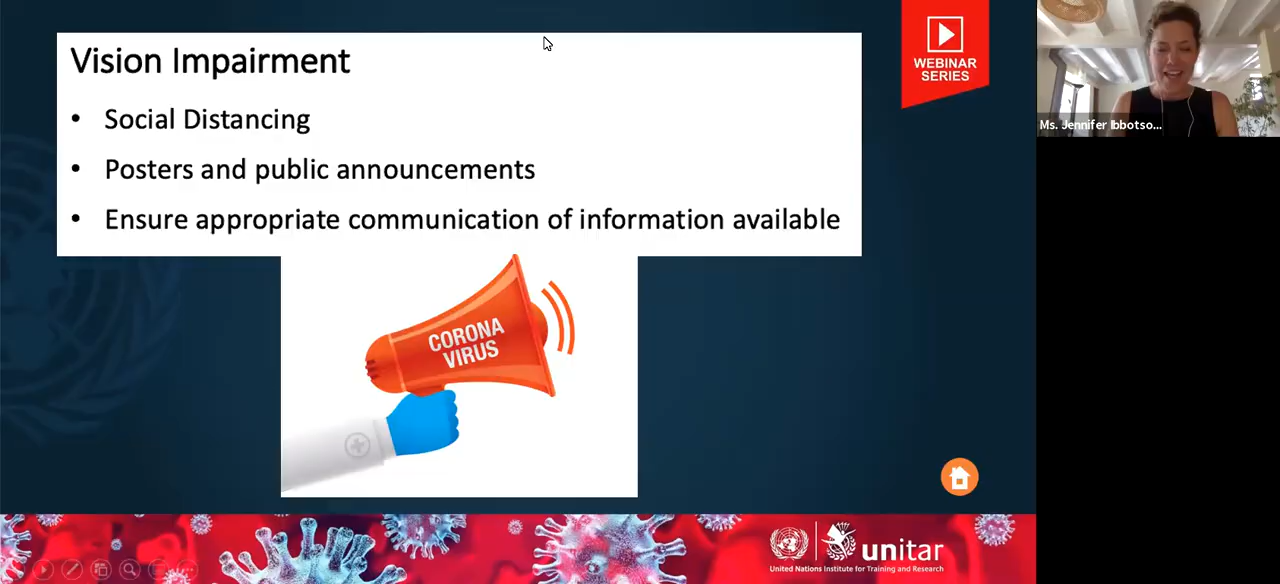 Vision Impairment
• Social Distancing
• Posters and public announcements
• Ensure appropriate communication of information available
CORONA
VIRUS
WEBINAR
SERIES
Ms. Jennifer Ibbotso...
unitar
United Nations Institute for Training and Research